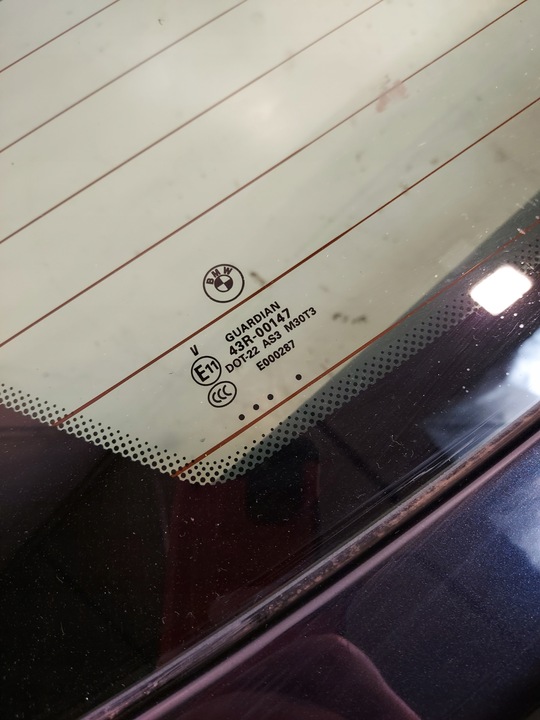 BMW
V
GUARDIAN
43R-00147
E11
DOT-22 AS3 M30T3
CCC
E000287